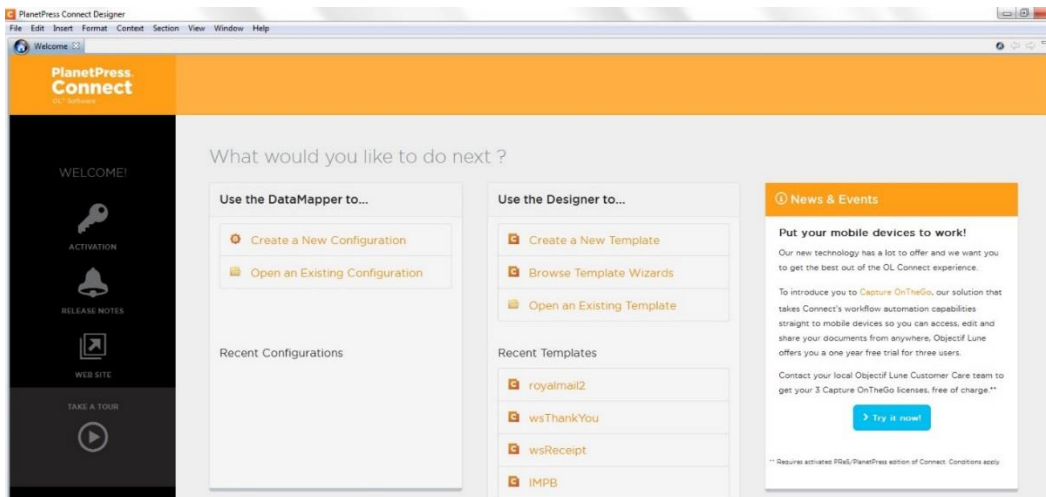 PlanetPress Connect Designer
File Edit Insert Format Context Section View Window Help
Welcome
PlanetPress.
Connect
OL® Software
WELCOME!
ACTIVATION
RELEASE NOTES
WEB SITE
TAKE A TOUR
What would you like to do next ?
Use the DataMapper to...
Create a New Configuration
Open an Existing Configuration
Recent Configurations
Use the Designer to...
Create a New Template
Browse Template Wizards
Open an Existing Template
Recent Templates
royalmail2
wsThankYou
wsReceipt
IMPB
News & Events
Put your mobile devices to work!
Our new technology has a lot to offer and we want you
to get the best out of the OL Connect experience.
To introduce you to Capture OnTheGo, our solution that
takes Connect's workflow automation capabilities
straight to mobile devices so you can access, edit and
share your documents from anywhere, Objectif Lune
offers you a one year free trial for three users.
Contact your local Objectif Lune Customer Care team to
get your 3 Capture OnTheGo licenses, free of charge.**
Try it now!
** Requires activated PReS/PlanetPress edition of Connect. Conditions apply.